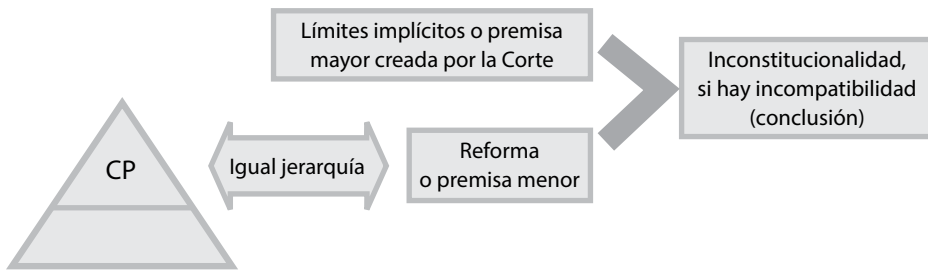 Límites implícitos o premisa
mayor creada por la Corte
Inconstitucionalidad,
si hay incompatibilidad
(conclusión)
CP
Igual jerarquía
Reforma
o premisa menor